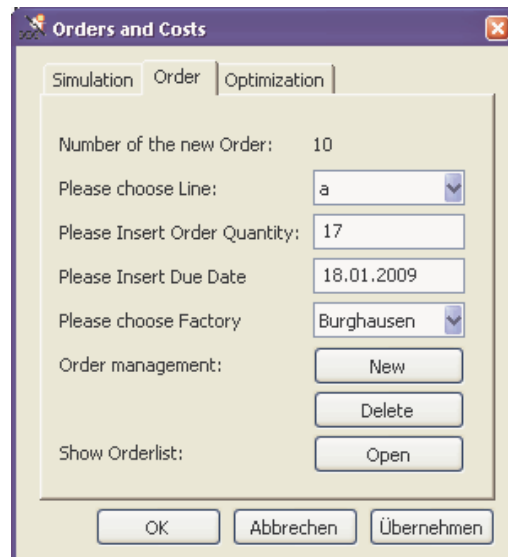 Orders and Costs
Simulation Order Optimization
Number of the new Order: 10
Please choose Line: a
Please Insert Order Quantity: 17
Please Insert Due Date 18.01.2009
Please choose Factory Burghausen
Order management: New
Delete
Show Orderlist: Open
OK Abbrechen Übernehmen